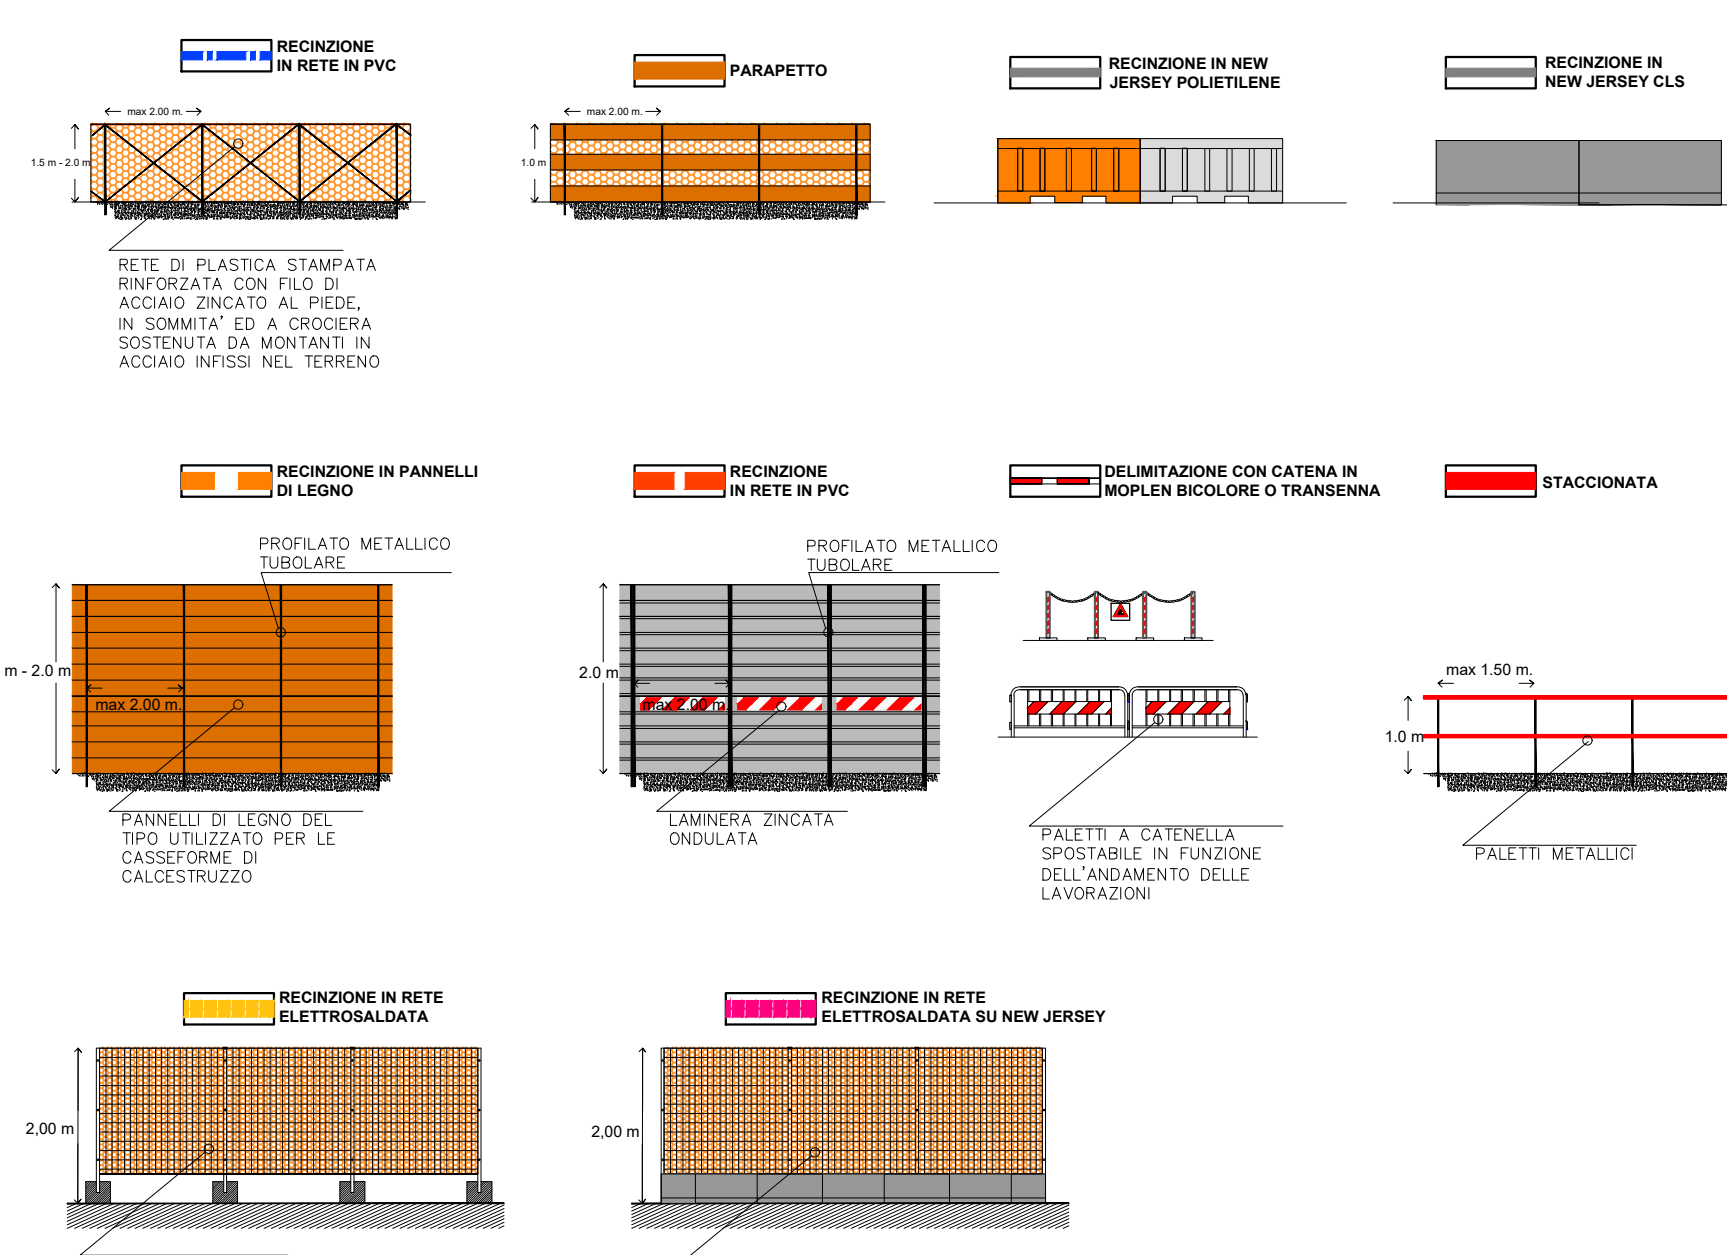 RECINZIONE
IN RETE IN PVC
max 2.00 m.
1.5 m - 2.0 m
RETE DI PLASTICA STAMPATA
RINFORZATA CON FILO DI
ACCIAIO ZINCATO AL PIEDE,
IN SOMMITA' ED A CROCIERA
SOSTENUTA DA MONTANTI IN
ACCIAIO INFISSI NEL TERRENO
PARAPETTO
max 2.00 m.
1.0 m
RECINZIONE IN NEW
JERSEY POLIETILENE
RECINZIONE IN
NEW JERSEY CLS
RECINZIONE IN PANNELLI
DI LEGNO
PROFILATO METALLICO
TUBOLARE
m - 2.0 m
max 2.00 m.
PANNELLI DI LEGNO DEL
TIPO UTILIZZATO PER LE
CASSEFORME DI
CALCESTRUZZO
RECINZIONE
IN RETE IN PVC
PROFILATO METALLICO
TUBOLARE
2.0 m
max 2.00 m.
LAMINERA ZINCATA
ONDULATA
DELIMITAZIONE CON CATENA IN
MOPLEN BICOLORE O TRANSENNA
PALETTI A CATENELLA
SPOSTABILE IN FUNZIONE
DELL'ANDAMENTO DELLE
LAVORAZIONI
STACCIONATA
max 1.50 m.
1.0 m
PALETTI METALLICI
RECINZIONE IN RETE
ELETTROSALDATA
2,00 m
RECINZIONE IN RETE
ELETTROSALDATA SU NEW JERSEY
2,00 m